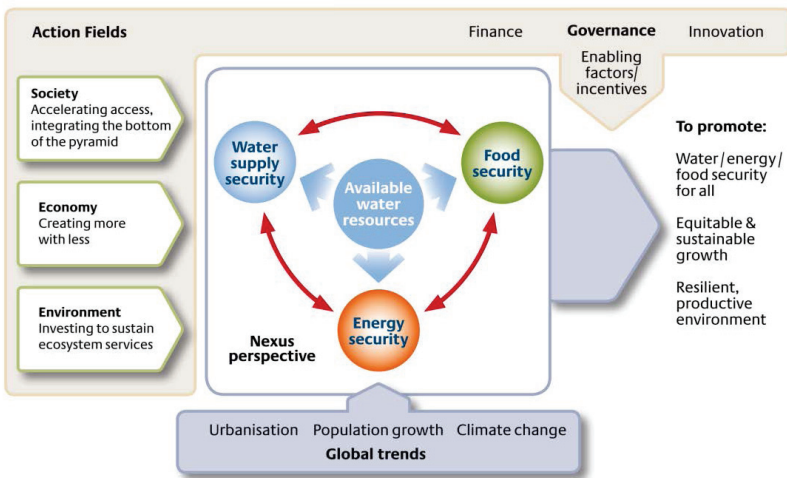 Action Fields
Finance
Governance
Innovation
Enabling
factors/
incentives
Society
Accelerating access,
integrating the bottom
of the pyramid
Economy
Creating more
with less
Environment
Investing to sustain
ecosystem services
Water
supply
security
Food
security
Available
water
resources
Energy
security
Nexus
perspective
To promote:
Water/energy/
food security
for all
Equitable &
sustainable
growth
Resilient,
productive
environment
Urbanisation
Population growth
Climate change
Global trends